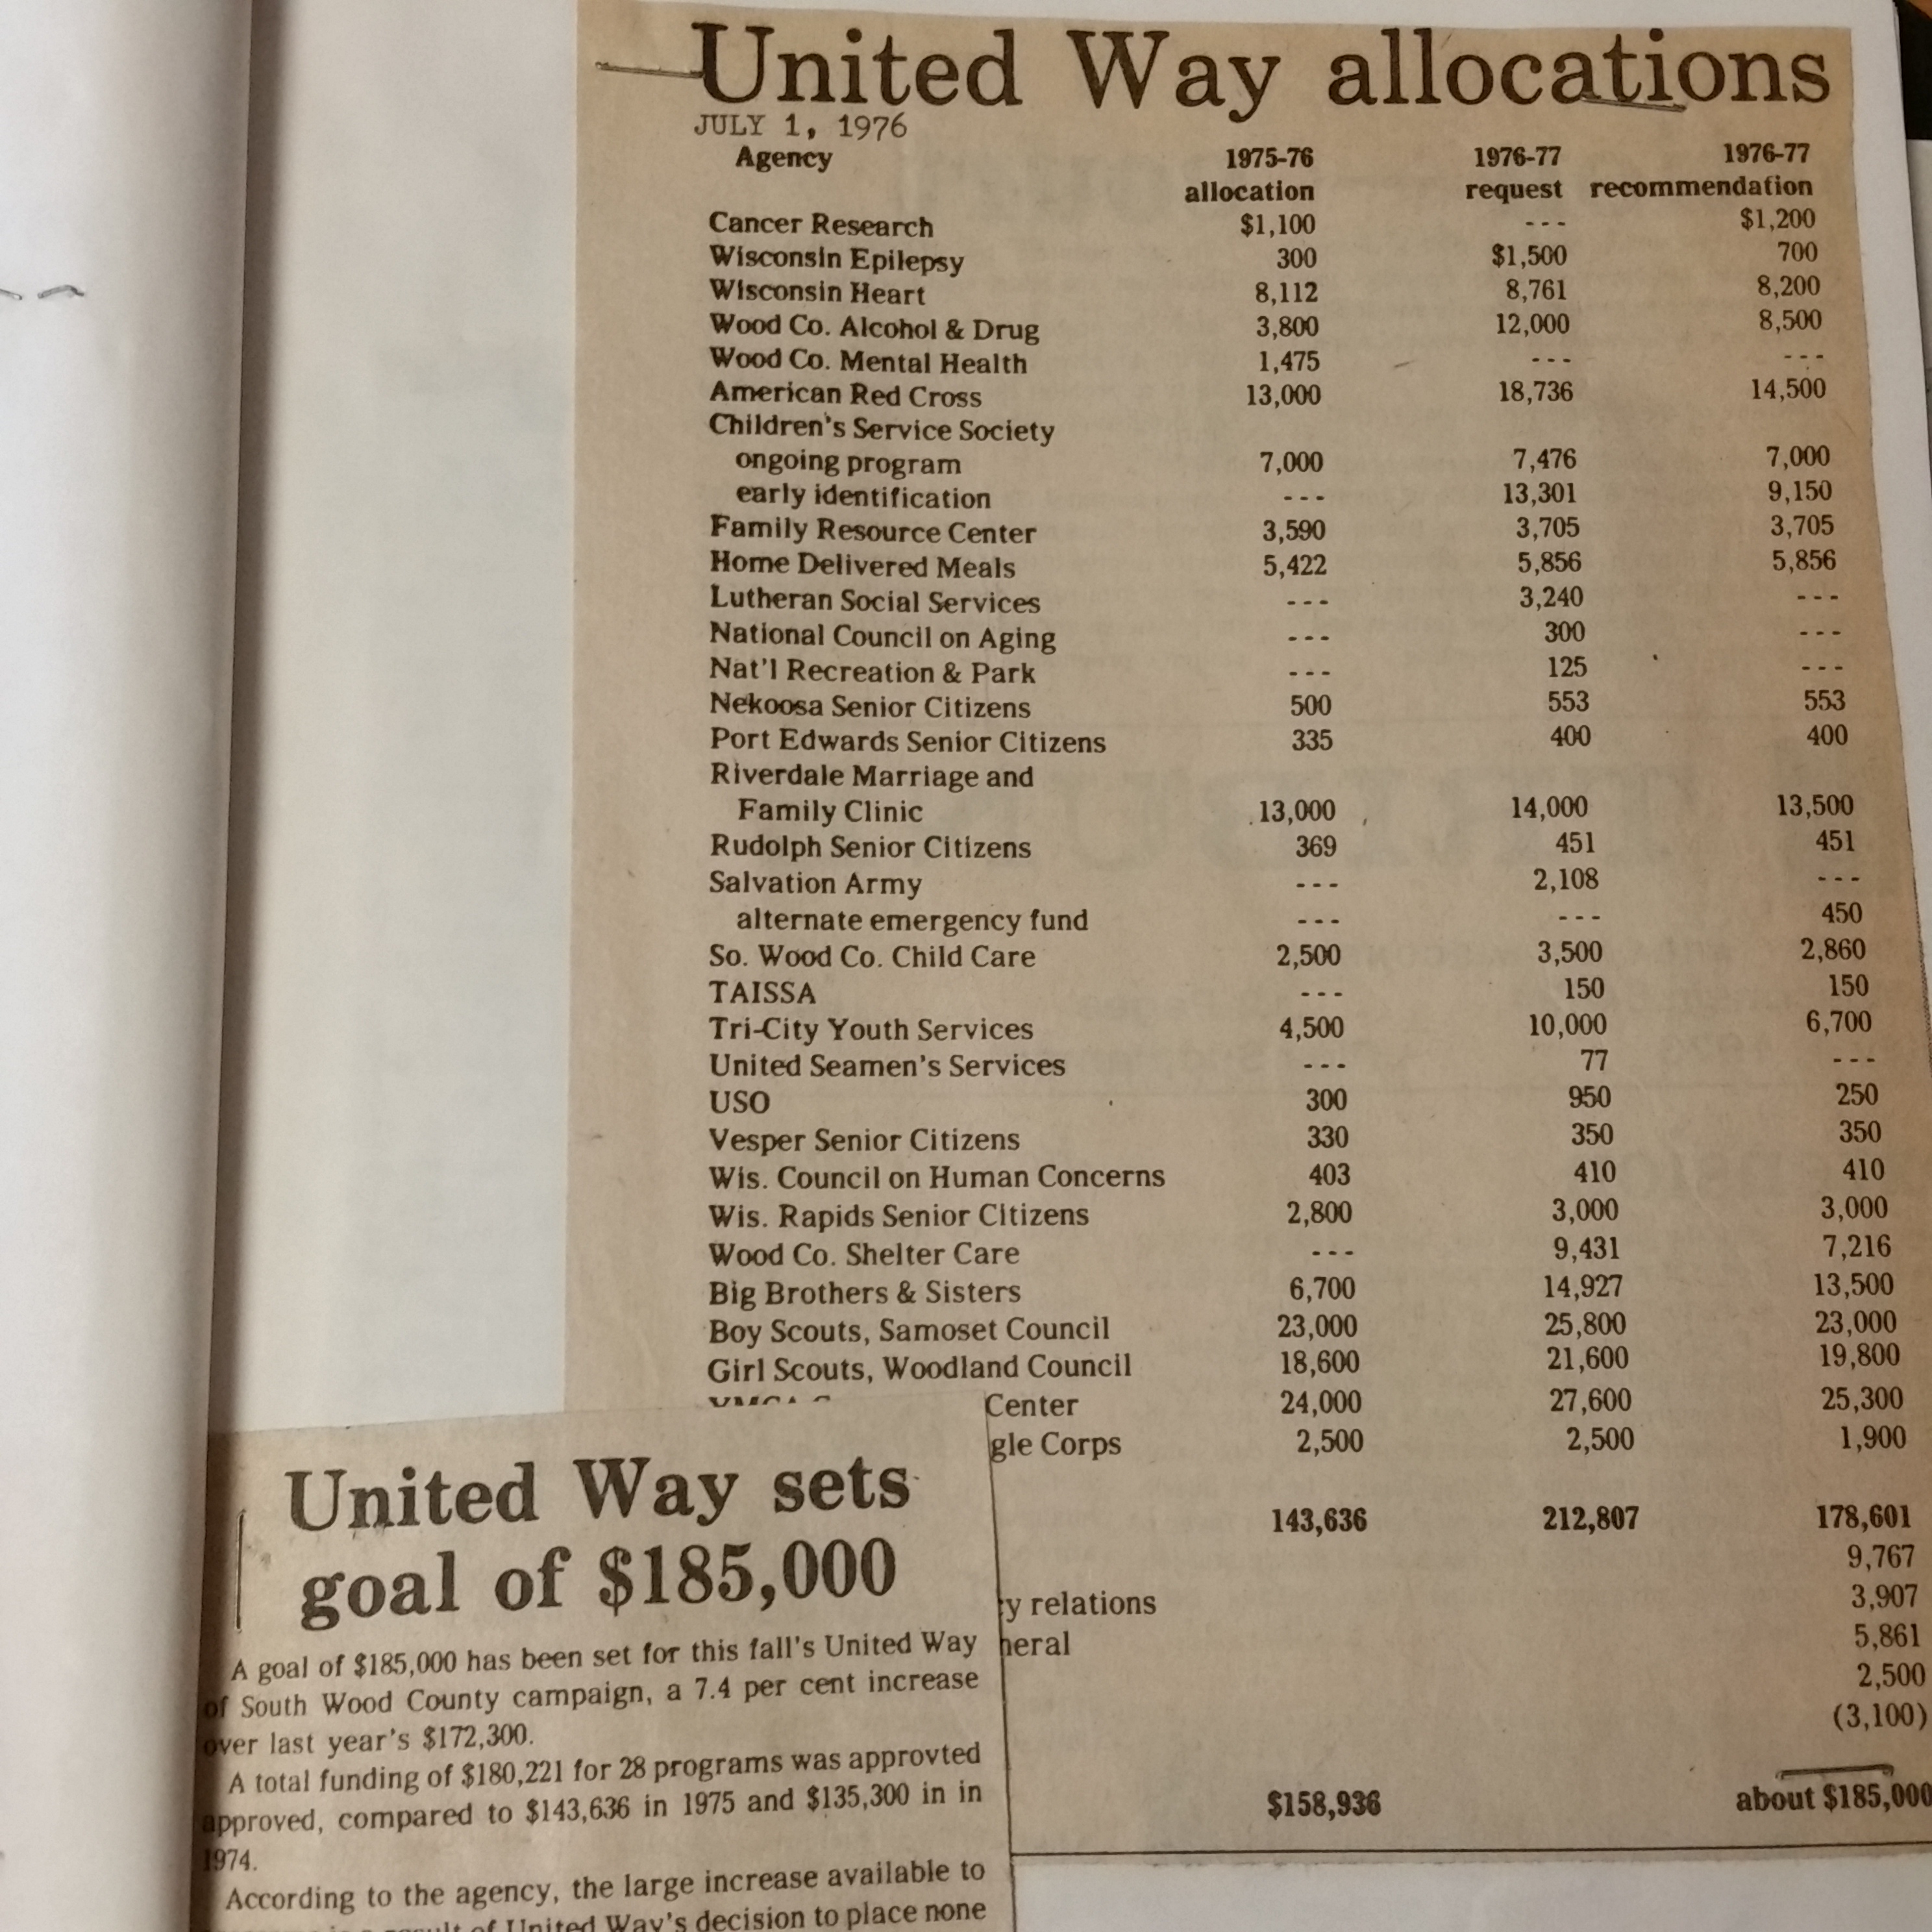 United Way allocations
JULY 1, 1976
Agency 1975-76 1976-77 1976-77
allocation request recommendation
Cancer Research $1,100 --- $1,200
Wisconsin Epilepsy 300 $1,500 700
Wisconsin Heart 8,112 8,761 8,200
Wood Co. Alcohol & Drug 3,800 12,000 8,500
Wood Co. Mental Health 1,475 --- ---
American Red Cross 13,000 18,736 14,500
Children's Service Society
ongoing program 7,000 7,476 7,000
early identification --- 13,301 9,150
Family Resource Center 3,590 3,705 3,705
Home Delivered Meals 5,422 5,856 5,856
Lutheran Social Services --- 3,240 ---
National Council on Aging --- 300 ---
Nat'l Recreation & Park --- 125 ---
Nekoosa Senior Citizens 500 553 553
Port Edwards Senior Citizens 335 400 400
Riverdale Marriage and
Family Clinic 13,000 14,000 13,500
Rudolph Senior Citizens 369 451 451
Salvation Army --- 2,108 ---
alternate emergency fund --- --- 450
So. Wood Co. Child Care 2,500 3,500 2,860
TAISSA --- 150 150
Tri-City Youth Services 4,500 10,000 6,700
United Seamen's Services --- 77 ---
USO 300 950 250
Vesper Senior Citizens 330 350 350
Wis. Council on Human Concerns 403 410 410
Wis. Rapids Senior Citizens 2,800 3,000 3,000
Wood Co. Shelter Care --- 9,431 7,216
Big Brothers & Sisters 6,700 14,927 13,500
Boy Scouts, Samoset Council 23,000 25,800 23,000
Girl Scouts, Woodland Council 18,600 21,600 19,800
Center 24,000 27,600 25,300
gle Corps 2,500 2,500 1,900
143,636 212,807 178,601
9,767
y relations 3,907
neral 5,861
2,500
(3,100)
$158,936 about $185,000
United Way sets
goal of $185,000
A goal of $185,000 has been set for this fall's United Way
of South Wood County campaign, a 7.4 per cent increase
over last year's $172,300.
A total funding of $180,221 for 28 programs was approvted
approved, compared to $143,636 in 1975 and $135,300 in in
1974.
According to the agency, the large increase available to
of United Way's decision to place none